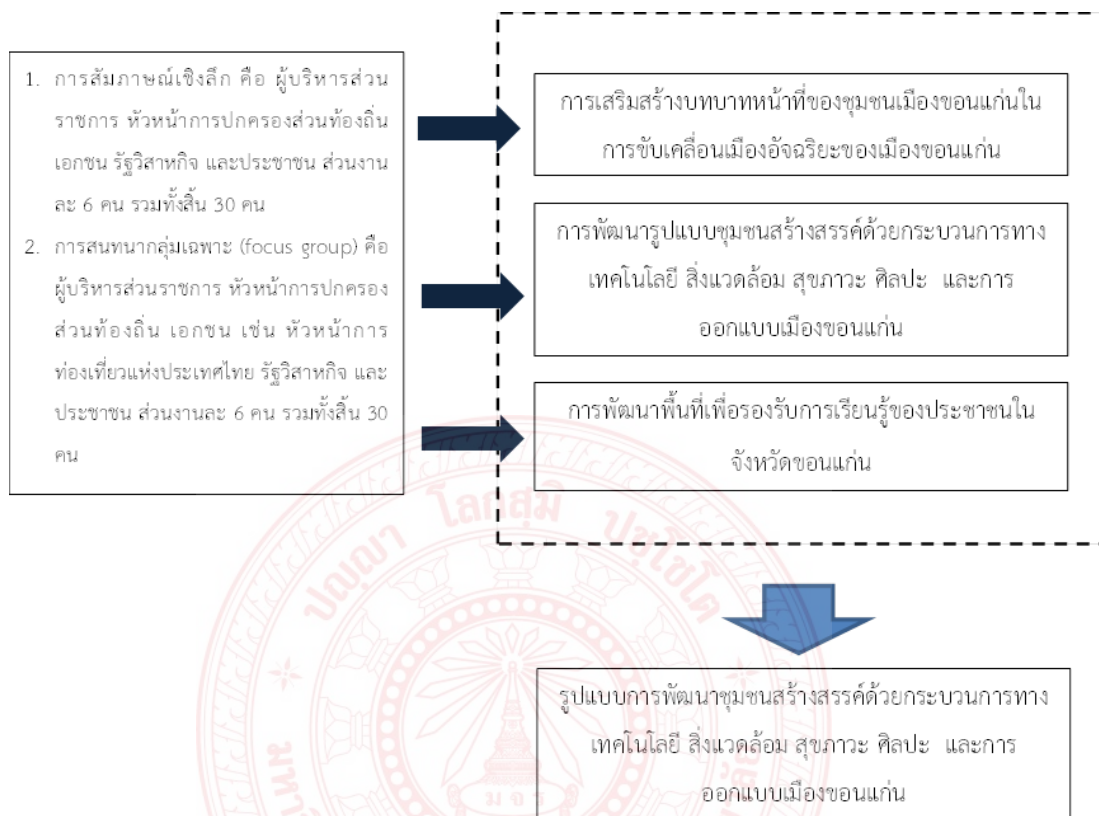 1. การสัมภาษณ์เชิงลึก คือ ผู้บริหารส่วน
ราชการ หัวหน้าการปกครองส่วนท้องถิ่น
เอกชน รัฐวิสาหกิจ และประชาชน ส่วนงาน
ละ 6 คน รวมทั้งสิ้น 30 คน
2. การสนทนากลุ่มเฉพาะ (focus group) คือ
ผู้บริหารส่วนราชการ หัวหน้าการปกครอง
ส่วนท้องถิ่น เอกชน เช่น หัวหน้าการ
ท่องเที่ยวแห่งประเทศไทย รัฐวิสาหกิจ และ
ประชาชน ส่วนงานละ 6 คน รวมทั้งสิ้น 30
คน
การเสริมสร้างบทบาทหน้าที่ของชุมชนเมืองขอนแก่นใน
การขับเคลื่อนเมืองอัจฉริยะของเมืองขอนแก่น
การพัฒนารูปแบบชุมชนสร้างสรรค์ด้วยกระบวนการทาง
เทคโนโลยี สิ่งแวดล้อม สุขภาวะ ศิลปะ และการ
ออกแบบเมืองขอนแก่น
การพัฒนาพื้นที่เพื่อรองรับการเรียนรู้ของประชาชนใน
จังหวัดขอนแก่น
รูปแบบการพัฒนาชุมชนสร้างสรรค์ด้วยกระบวนการทาง
เทคโนโลยี สิ่งแวดล้อม สุขภาวะ ศิลปะ และการ
ออกแบบเมืองขอนแก่น
ปญฺญา โลกสฺมิ ปชฺโชโต
ม จ ร